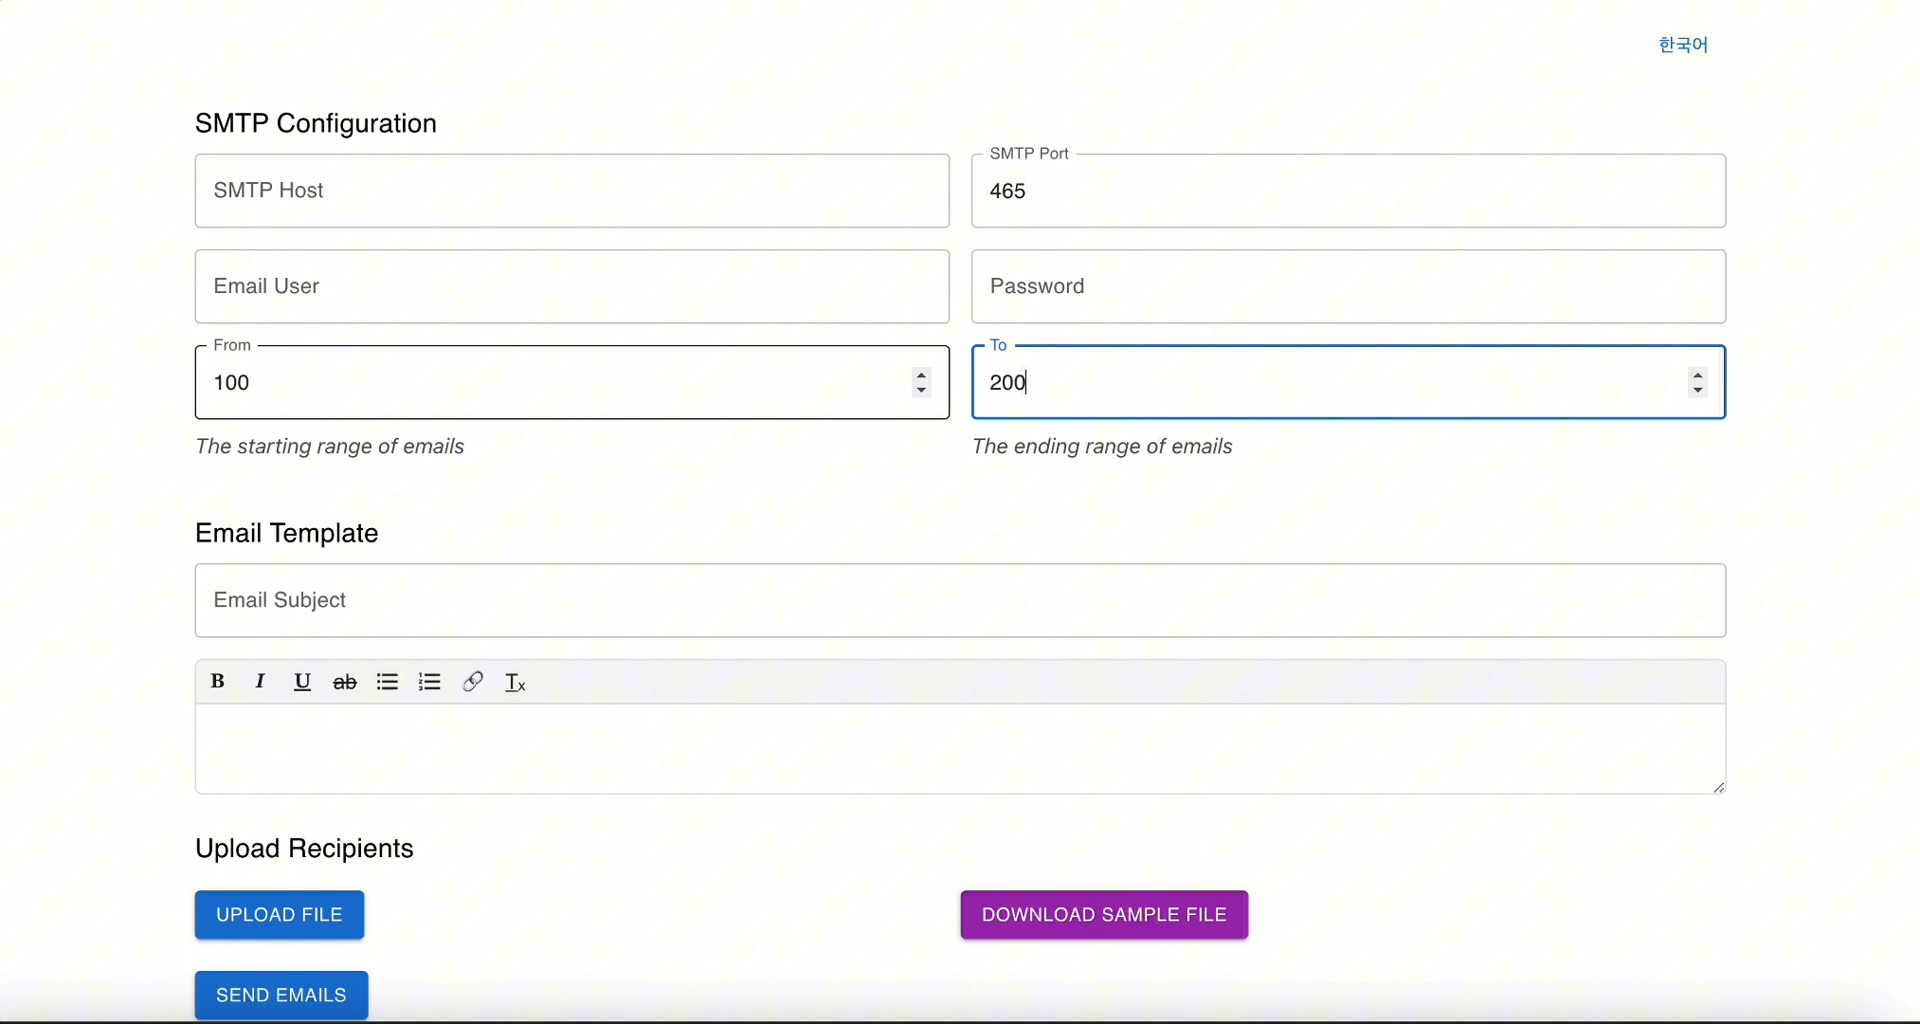 한국어
SMTP Configuration
SMTP Host
SMTP Port
465
Email User
Password
From
100
To
200
The starting range of emails
The ending range of emails
Email Template
Email Subject
B I U ab Tx
Upload Recipients
UPLOAD FILE
DOWNLOAD SAMPLE FILE
SEND EMAILS